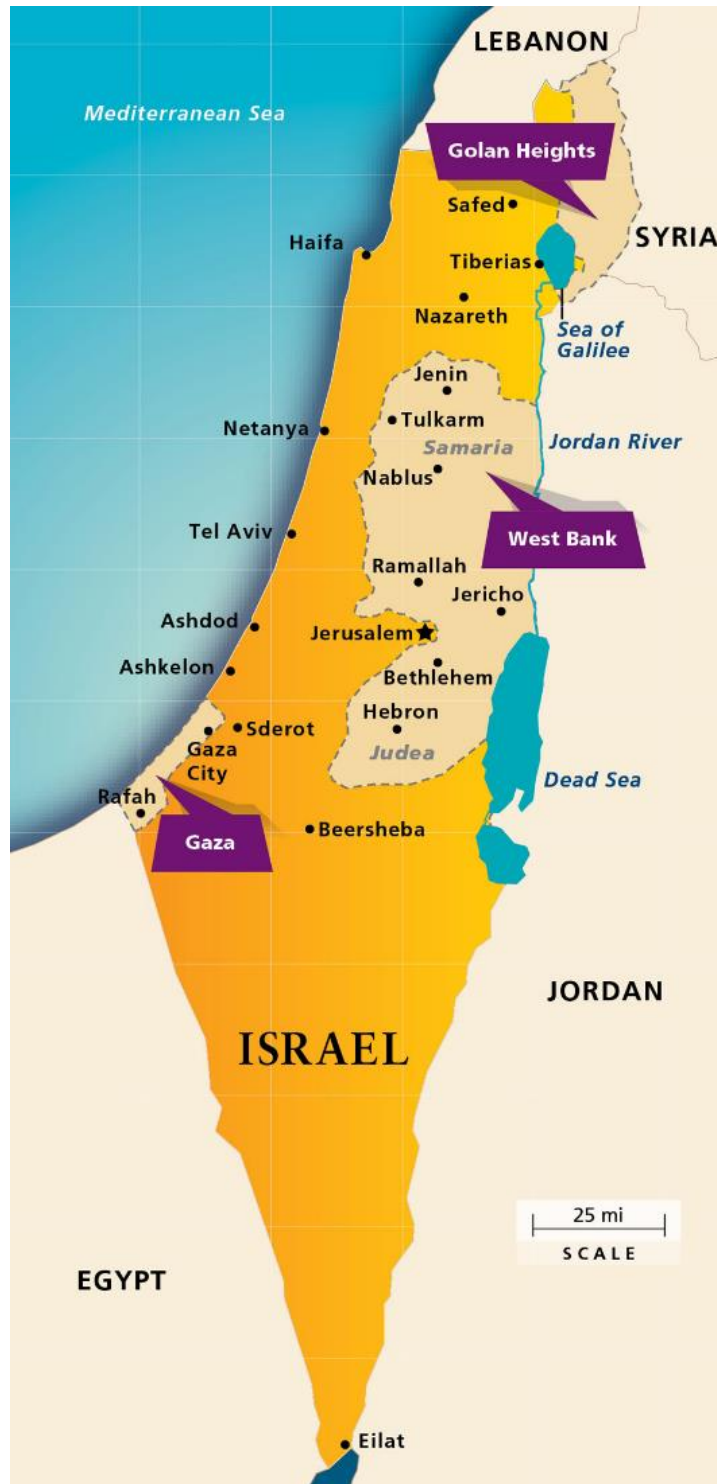 LEBANON
Mediterranean Sea
Golan Heights
Safed
SYRIA
Haifa
Tiberias
Nazareth
Sea of
Galilee
Jenin
Tulkarm
Netanya
Samaria
Jordan River
Nablus
Tel Aviv
West Bank
Ramallah
Jericho
Ashdod
Jerusalem
Ashkelon
Bethlehem
Hebron
Sderot
Gaza
City
Judea
Dead Sea
Rafah
Beersheba
Gaza
JORDAN
ISRAEL
25 mi
SCALE
EGYPT
Eilat